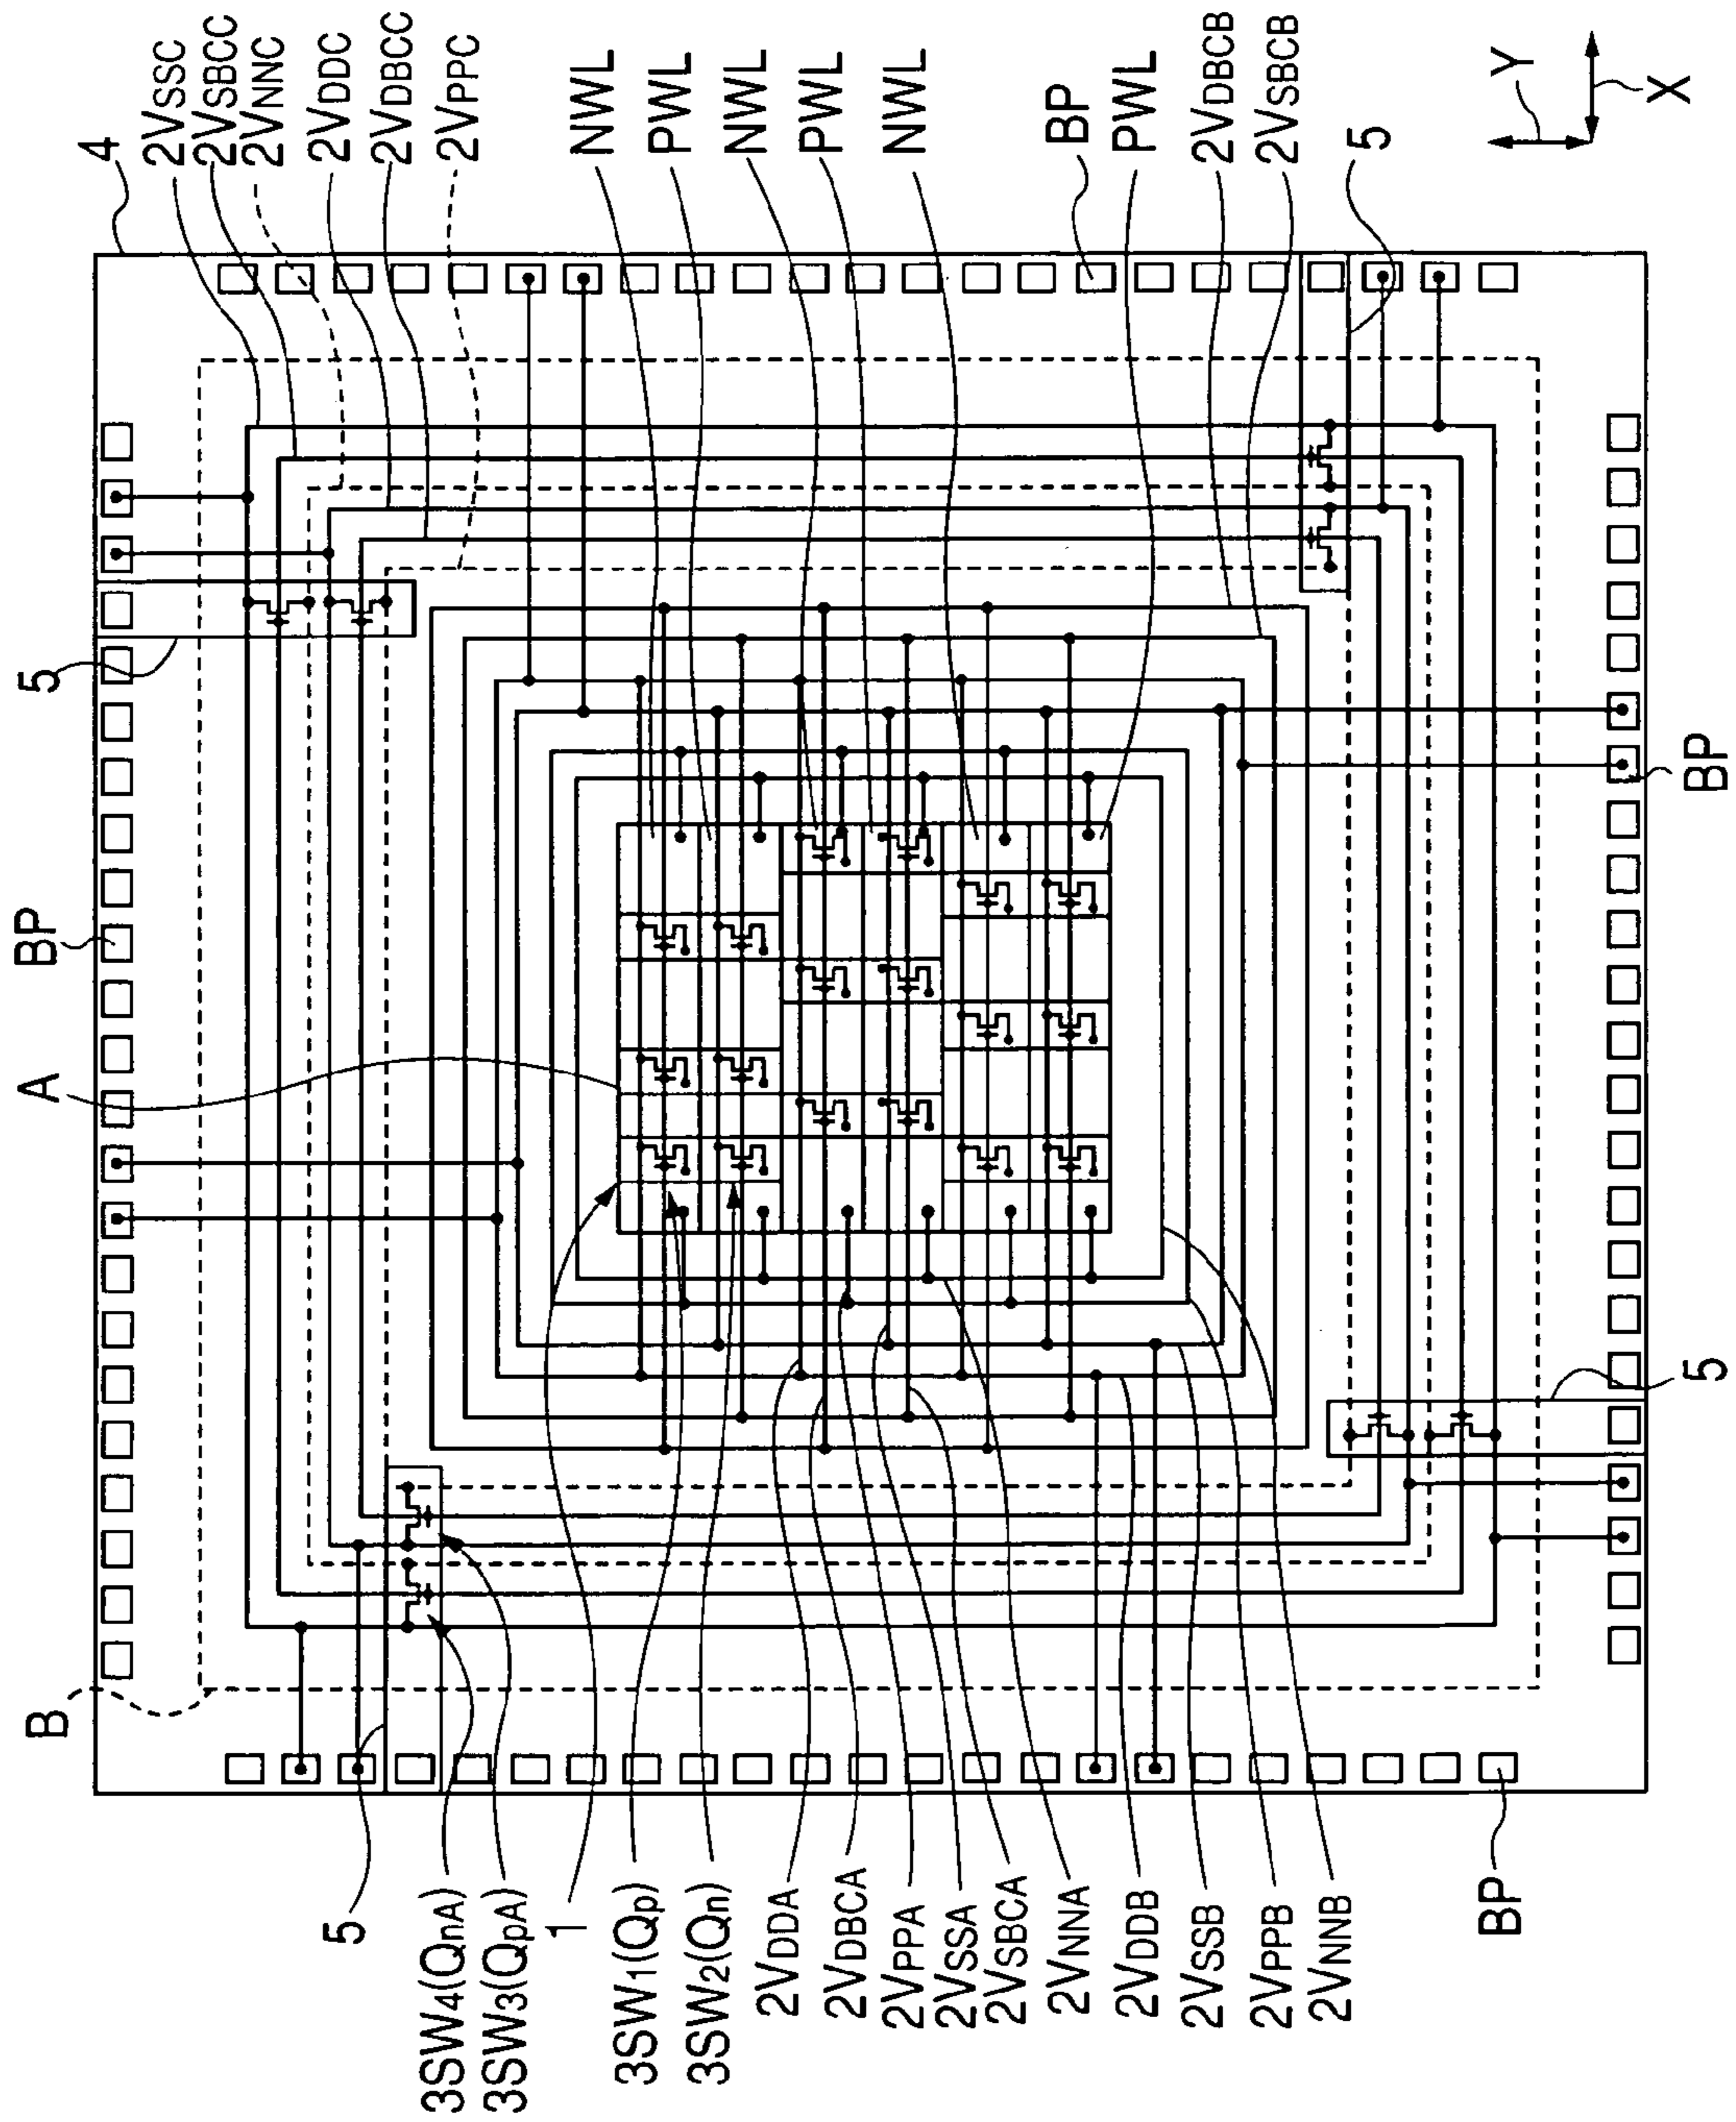 4
2VSSC
2VSBCC
2VNNC
2VDDC
2VDBCC
2VPPC
NWL
PWL
NWL
PWL
NWL
BP
PWL
2VDBCB
2VSBCB
5
Y
X
5
BP
A
B
BP
5
5
3SW4(QnA)
3SW3(QpA)
1
3SW1(Qp)
3SW2(Qn)
2VDDA
2VDBCA
2VPPA
2VSSA
2VSBCA
2VNNA
2VDDB
2VSSB
2VPPB
2VNNB
BP